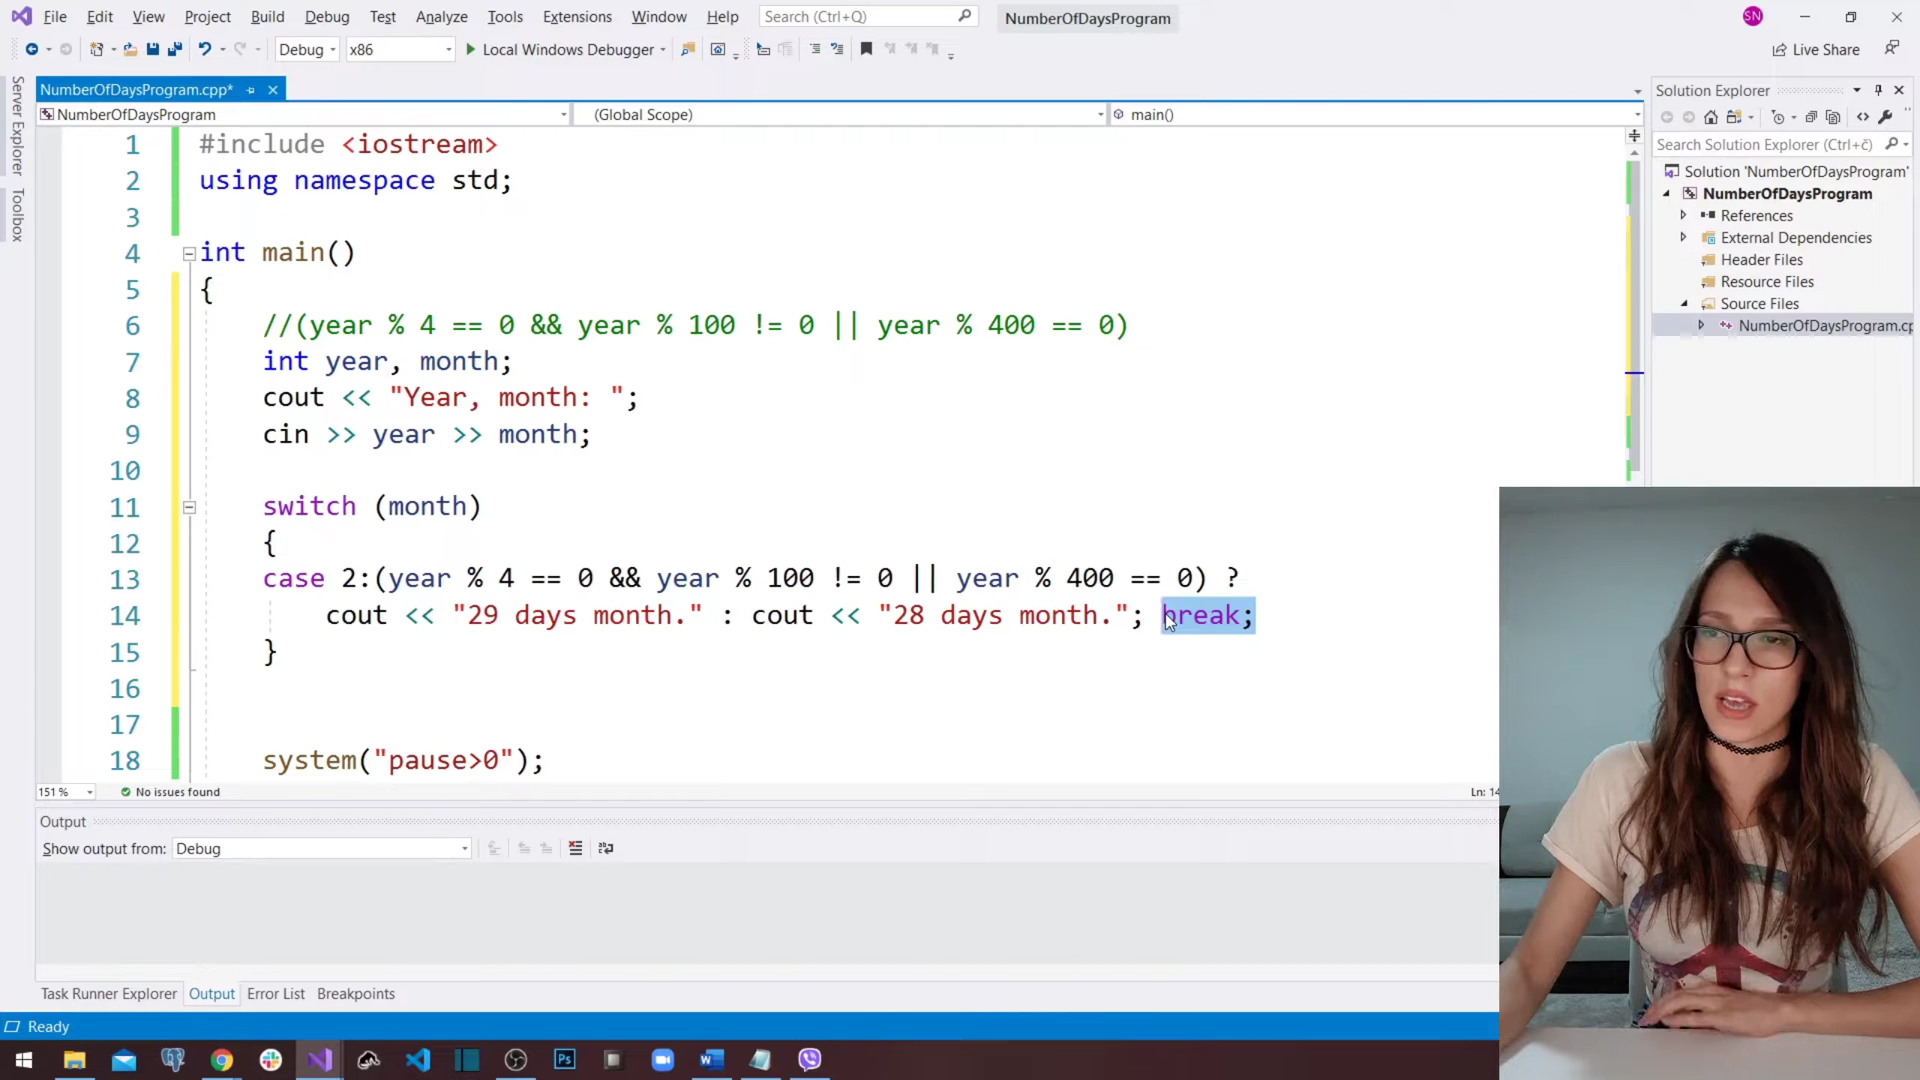 File Edit View Project Build Debug Test Analyze Tools Extensions Window Help Search (Ctrl+Q) NumberOfDaysProgram SN
Debug x86 Local Windows Debugger Live Share
Server Explorer
Toolbox
NumberOfDaysProgram.cpp*
NumberOfDaysProgram (Global Scope) main()
1 #include <iostream>
2 using namespace std;
3
4 int main()
5 {
6 //(year % 4 == 0 && year % 100 != 0 || year % 400 == 0)
7 int year, month;
8 cout << "Year, month: ";
9 cin >> year >> month;
10
11 switch (month)
12 {
13 case 2:(year % 4 == 0 && year % 100 != 0 || year % 400 == 0) ?
14 cout << "29 days month." : cout << "28 days month."; break;
15 }
16
17
18 system("pause>0");
151 % No issues found Ln: 14
Output
Show output from: Debug
Task Runner Explorer Output Error List Breakpoints
Ready
Solution Explorer
Search Solution Explorer (Ctrl+č)
Solution 'NumberOfDaysProgram'
NumberOfDaysProgram
References
External Dependencies
Header Files
Resource Files
Source Files
NumberOfDaysProgram.cp
Ps